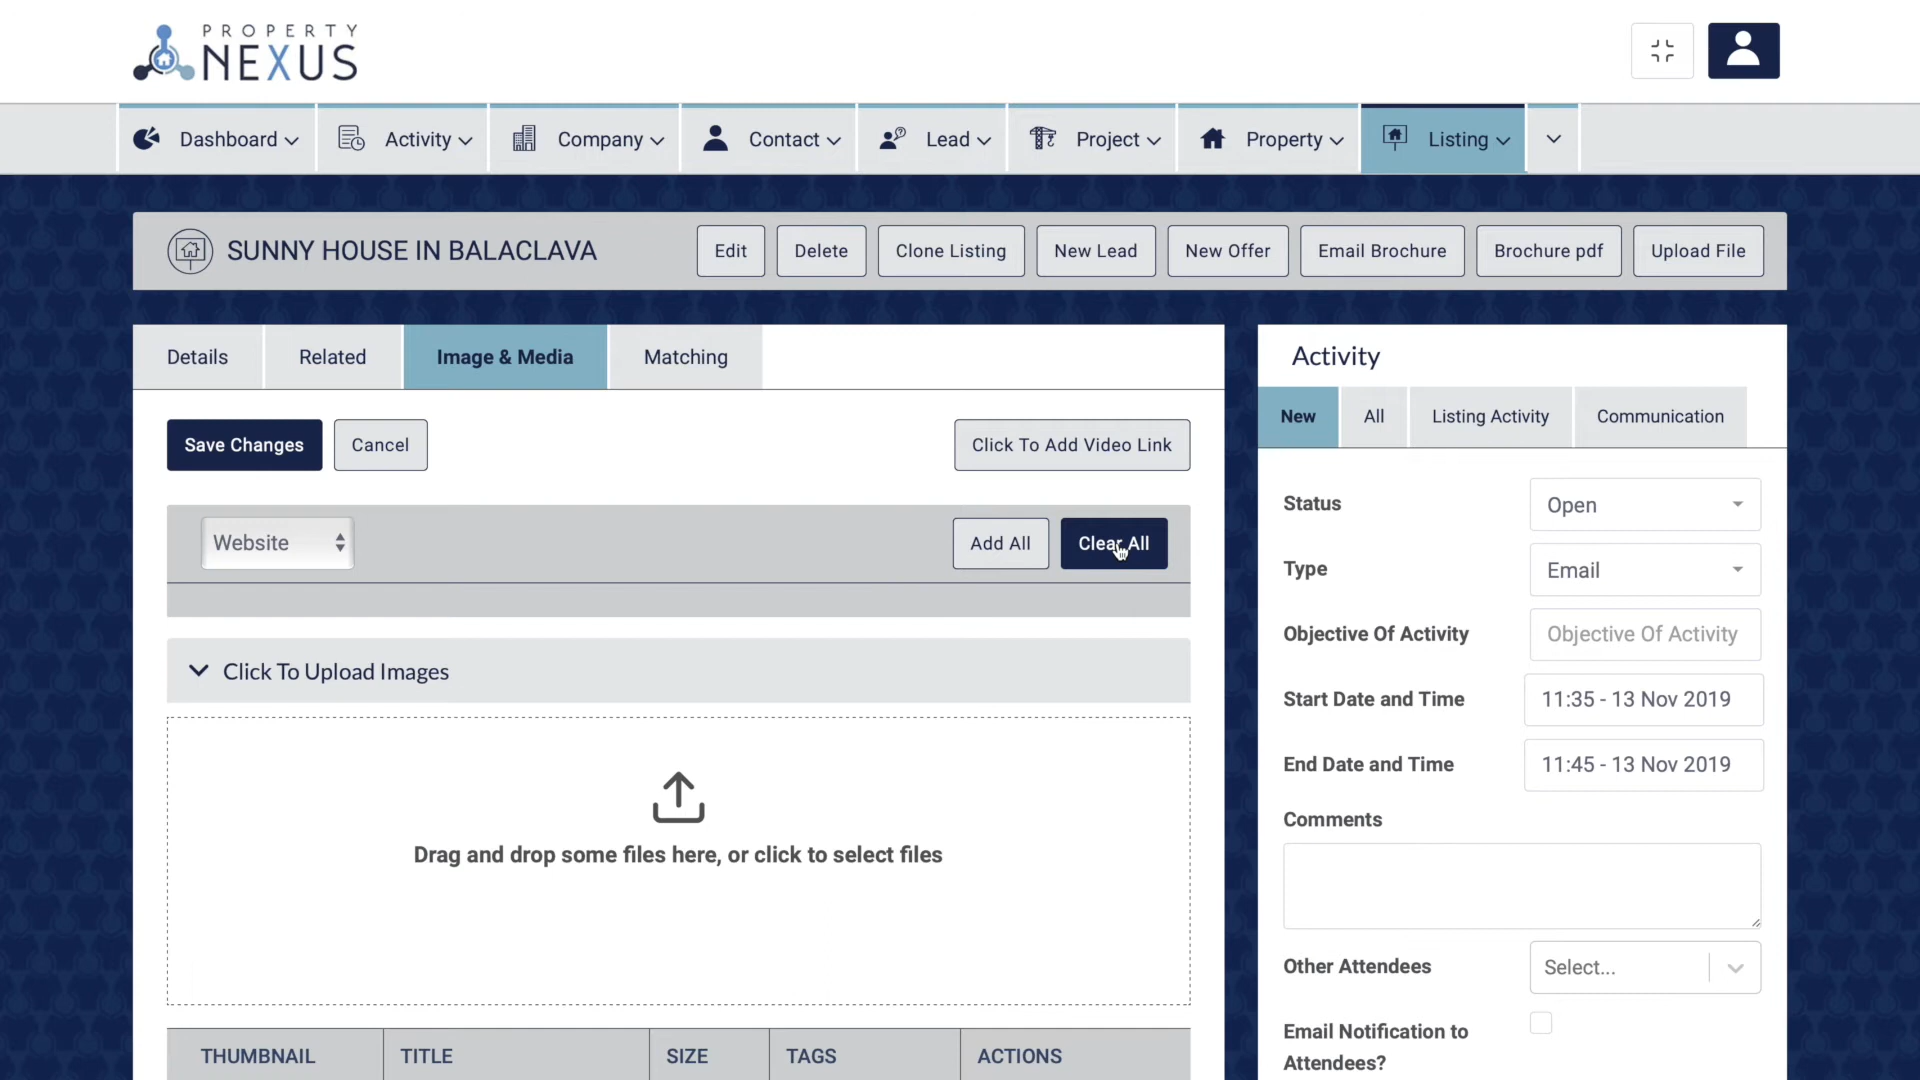 PROPERTY
NEXUS
Dashboard
Activity
Company
Contact
Lead
Project
Property
Listing
SUNNY HOUSE IN BALACLAVA
Edit
Delete
Clone Listing
New Lead
New Offer
Email Brochure
Brochure pdf
Upload File
Details
Related
Image & Media
Matching
Save Changes
Cancel
Click To Add Video Link
Website
Add All
Clear All
Click To Upload Images
Drag and drop some files here, or click to select files
THUMBNAIL
TITLE
SIZE
TAGS
ACTIONS
Activity
New
All
Listing Activity
Communication
Status
Open
Type
Email
Objective Of Activity
Objective Of Activity
Start Date and Time
11:35 - 13 Nov 2019
End Date and Time
11:45 - 13 Nov 2019
Comments
Other Attendees
Select...
Email Notification to
Attendees?